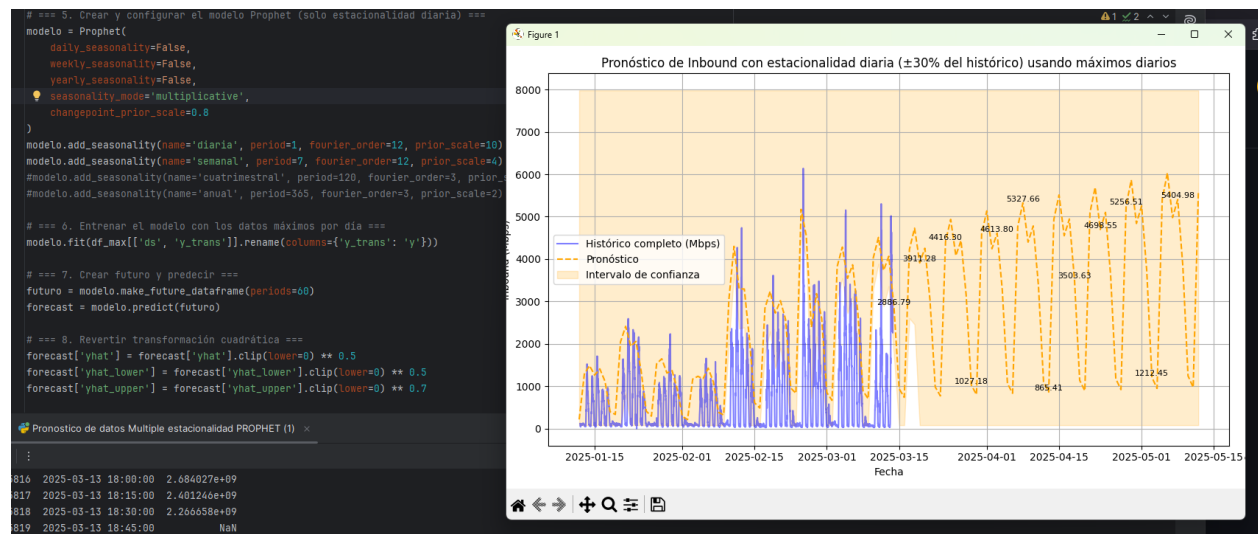 # === 5. Crear y configurar el modelo Prophet (solo estacionalidad diaria) ===
modelo = Prophet(
daily_seasonality=False,
weekly_seasonality=False,
yearly_seasonality=False,
seasonality_mode='multiplicative',
changepoint_prior_scale=0.8
)
modelo.add_seasonality(name='diaria', period=1, fourier_order=12, prior_scale=10)
modelo.add_seasonality(name='semanal', period=7, fourier_order=12, prior_scale=4)
#modelo.add_seasonality(name='cuatrimestral', period=120, fourier_order=3, prior_s
#modelo.add_seasonality(name='anual', period=365, fourier_order=3, prior_scale=2)
# === 6. Entrenar el modelo con los datos máximos por día ===
modelo.fit(df_max[['ds', 'y_trans']].rename(columns={'y_trans': 'y'}))
# === 7. Crear futuro y predecir ===
futuro = modelo.make_future_dataframe(periods=60)
forecast = modelo.predict(futuro)
# === 8. Revertir transformación cuadrática ===
forecast['yhat'] = forecast['yhat'].clip(lower=0) ** 0.5
forecast['yhat_lower'] = forecast['yhat_lower'].clip(lower=0) ** 0.5
forecast['yhat_upper'] = forecast['yhat_upper'].clip(lower=0) ** 0.7
Pronostico de datos Multiple estacionalidad PROPHET (1) ×
5816 2025-03-13 18:00:00 2.684027e+09
5817 2025-03-13 18:15:00 2.401246e+09
5818 2025-03-13 18:30:00 2.266658e+09
5819 2025-03-13 18:45:00 NaN
1 2
Figure 1
Pronóstico de Inbound con estacionalidad diaria (±30% del histórico) usando máximos diarios
8000
7000
6000
5000
4000
3000
2000
1000
0
Histórico completo (Mbps)
Pronóstico
Intervalo de confianza
2886.79
3911.28
4416.30
1027.18
4613.80
5327.66
865.41
3503.63
4698.55
5256.51
1212.45
5404.98
2025-01-15
2025-02-01
2025-02-15
2025-03-01
2025-03-15
2025-04-01
2025-04-15
2025-05-01
2025-05-15
Fecha